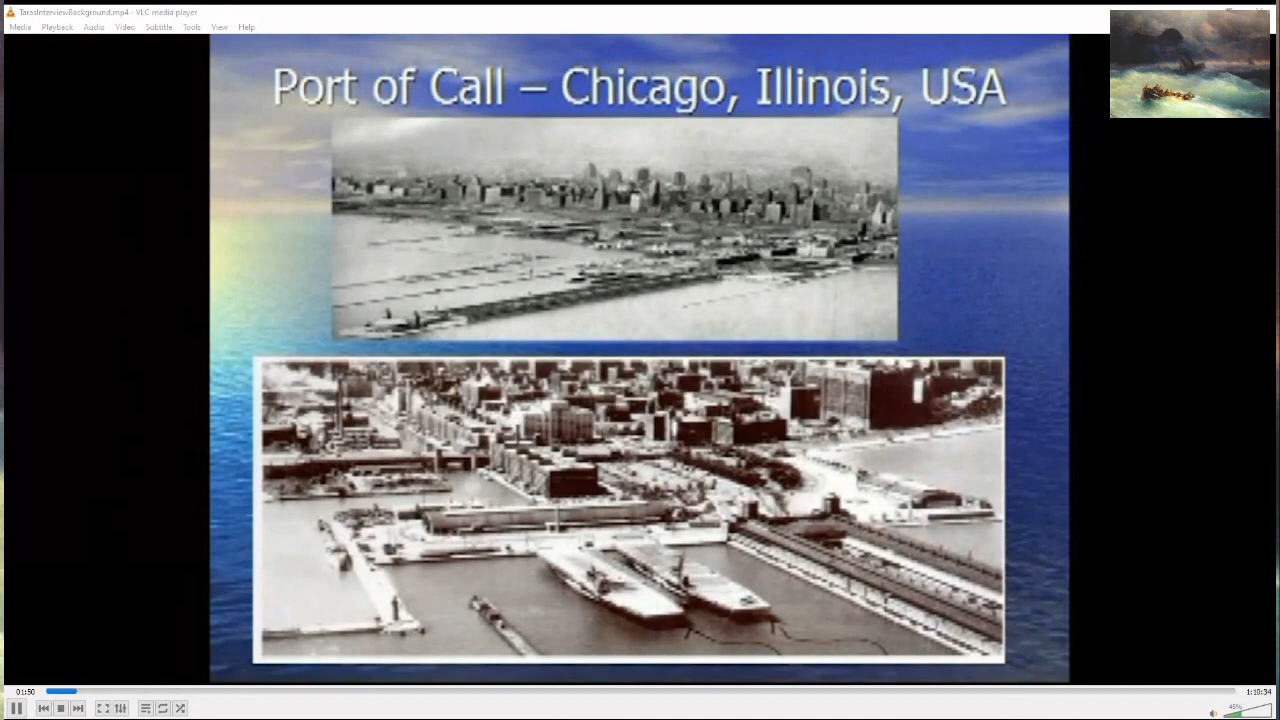 TarasInterviewBackground.mp4 - VLC media player
Media Playback Audio Video Subtitle Tools View Help
Port of Call – Chicago, Illinois, USA
01:50
1:10:34
45%